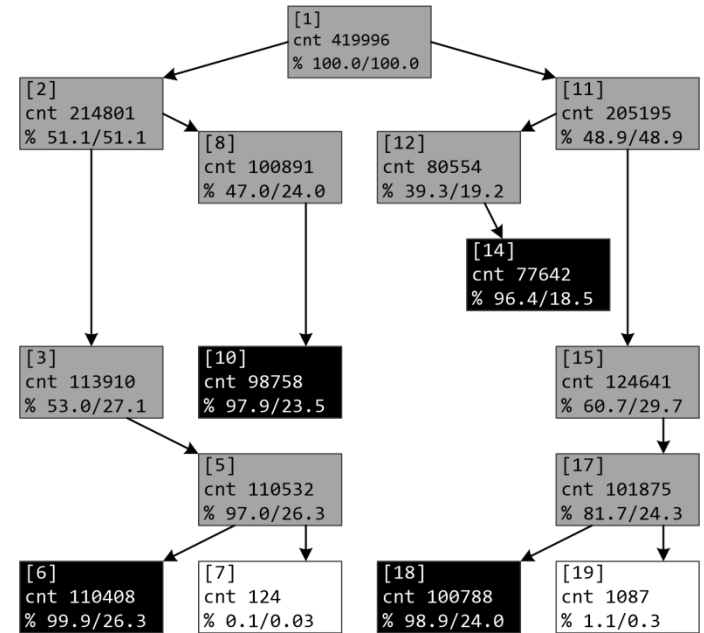 [1]
cnt 419996
% 100.0/100.0
[2]
cnt 214801
% 51.1/51.1
[11]
cnt 205195
% 48.9/48.9
[8]
cnt 100891
% 47.0/24.0
[12]
cnt 80554
% 39.3/19.2
[14]
cnt 77642
% 96.4/18.5
[3]
cnt 113910
% 53.0/27.1
[10]
cnt 98758
% 97.9/23.5
[15]
cnt 124641
% 60.7/29.7
[5]
cnt 110532
% 97.0/26.3
[17]
cnt 101875
% 81.7/24.3
[6]
cnt 110408
% 99.9/26.3
[7]
cnt 124
% 0.1/0.03
[18]
cnt 100788
% 98.9/24.0
[19]
cnt 1087
% 1.1/0.3